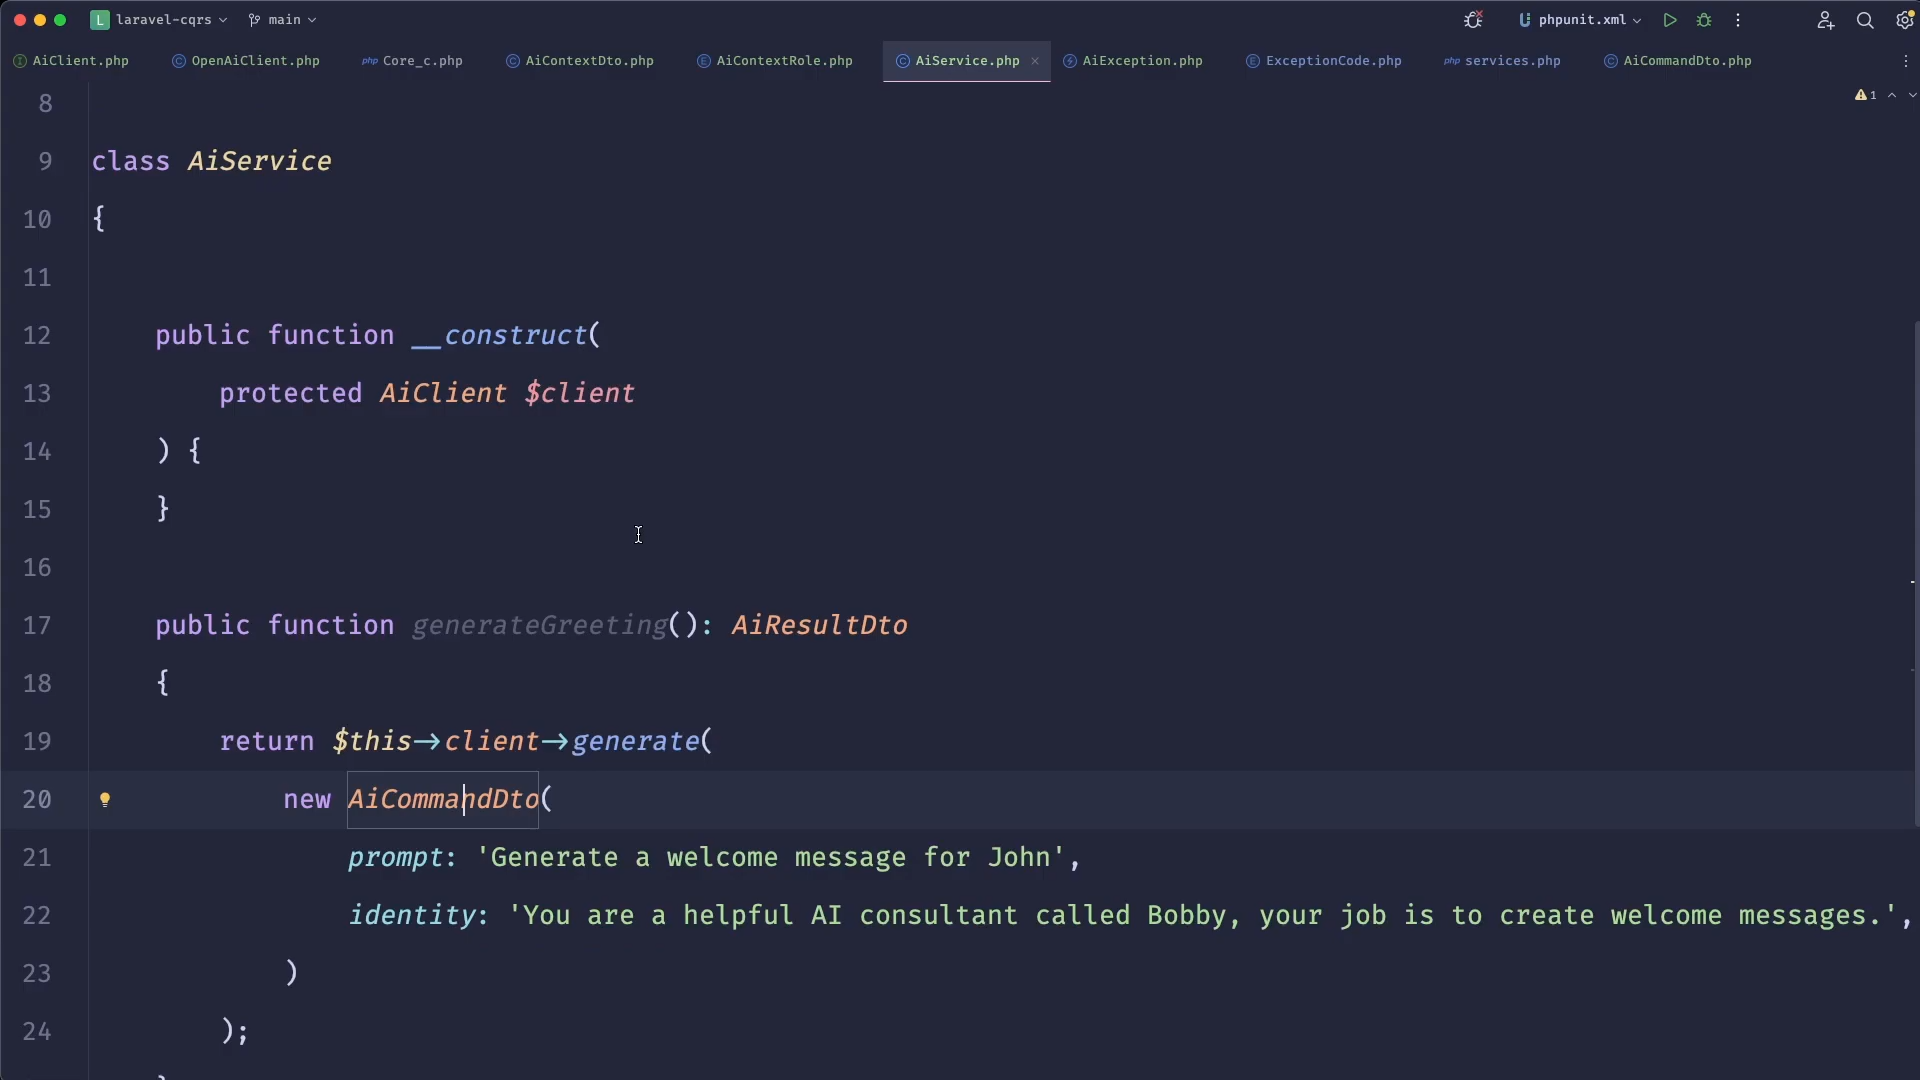 L laravel-cqrs main phpunit.xml
AiClient.php OpenAiClient.php php Core_c.php AiContextDto.php AiContextRole.php AiService.php AiException.php ExceptionCode.php php services.php AiCommandDto.php
1
8
9 class AiService
10 {
11
12 public function __construct(
13 protected AiClient $client
14 ) {
15 }
16
17 public function generateGreeting(): AiResultDto
18 {
19 return $this->client->generate(
20 new AiCommandDto(
21 prompt: 'Generate a welcome message for John',
22 identity: 'You are a helpful AI consultant called Bobby, your job is to create welcome messages.',
23 )
24 );